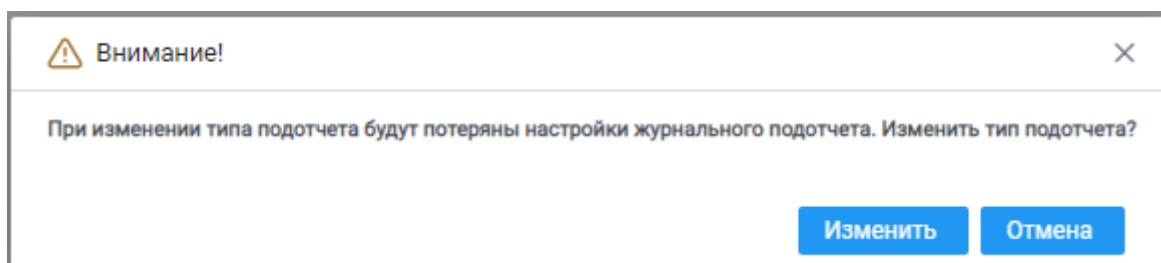 Внимание!
При изменении типа подотчета будут потеряны настройки журнального подотчета. Изменить тип подотчета?
Изменить Отмена